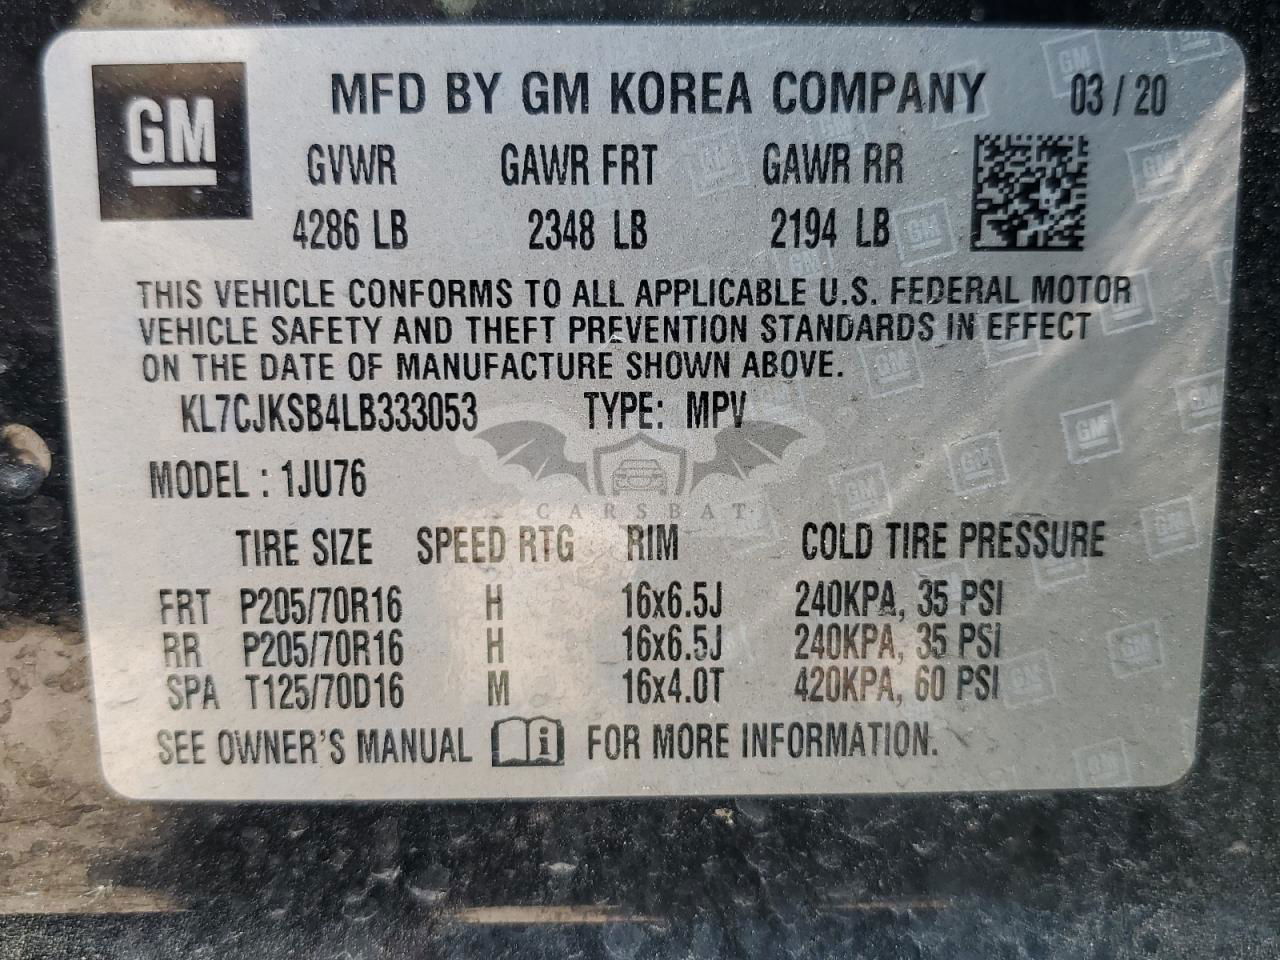 GM
MFD BY GM KOREA COMPANY 03 / 20
GVWR GAWR FRT GAWR RR
4286 LB 2348 LB 2194 LB
THIS VEHICLE CONFORMS TO ALL APPLICABLE U.S. FEDERAL MOTOR
VEHICLE SAFETY AND THEFT PREVENTION STANDARDS IN EFFECT
ON THE DATE OF MANUFACTURE SHOWN ABOVE.
KL7CJKSB4LB333053 TYPE: MPV
MODEL : 1JU76
CARSBAT
TIRE SIZE SPEED RTG RIM COLD TIRE PRESSURE
FRT P205/70R16 H 16x6.5J 240KPA, 35 PSI
RR P205/70R16 H 16x6.5J 240KPA, 35 PSI
SPA T125/70D16 M 16x4.0T 420KPA, 60 PSI
SEE OWNER'S MANUAL i FOR MORE INFORMATION.